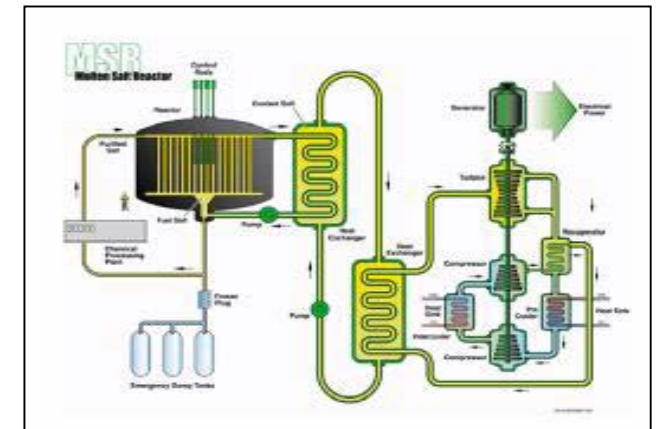 MSR
Molten Salt Reactor
Control
Rods
Reactor
Coolant Salt
Purified
Salt
Fuel Salt
Pump
Chemical
Processing
Plant
Freeze
Plug
Emergency Dump Tanks
Heat
Exchanger
Pump
Heat
Exchanger
Generator
Electrical
Power
Turbine
Recuperator
Compressor
Heat
Sink
Pre
Cooler
Heat Sink
Intercooler
Compressor